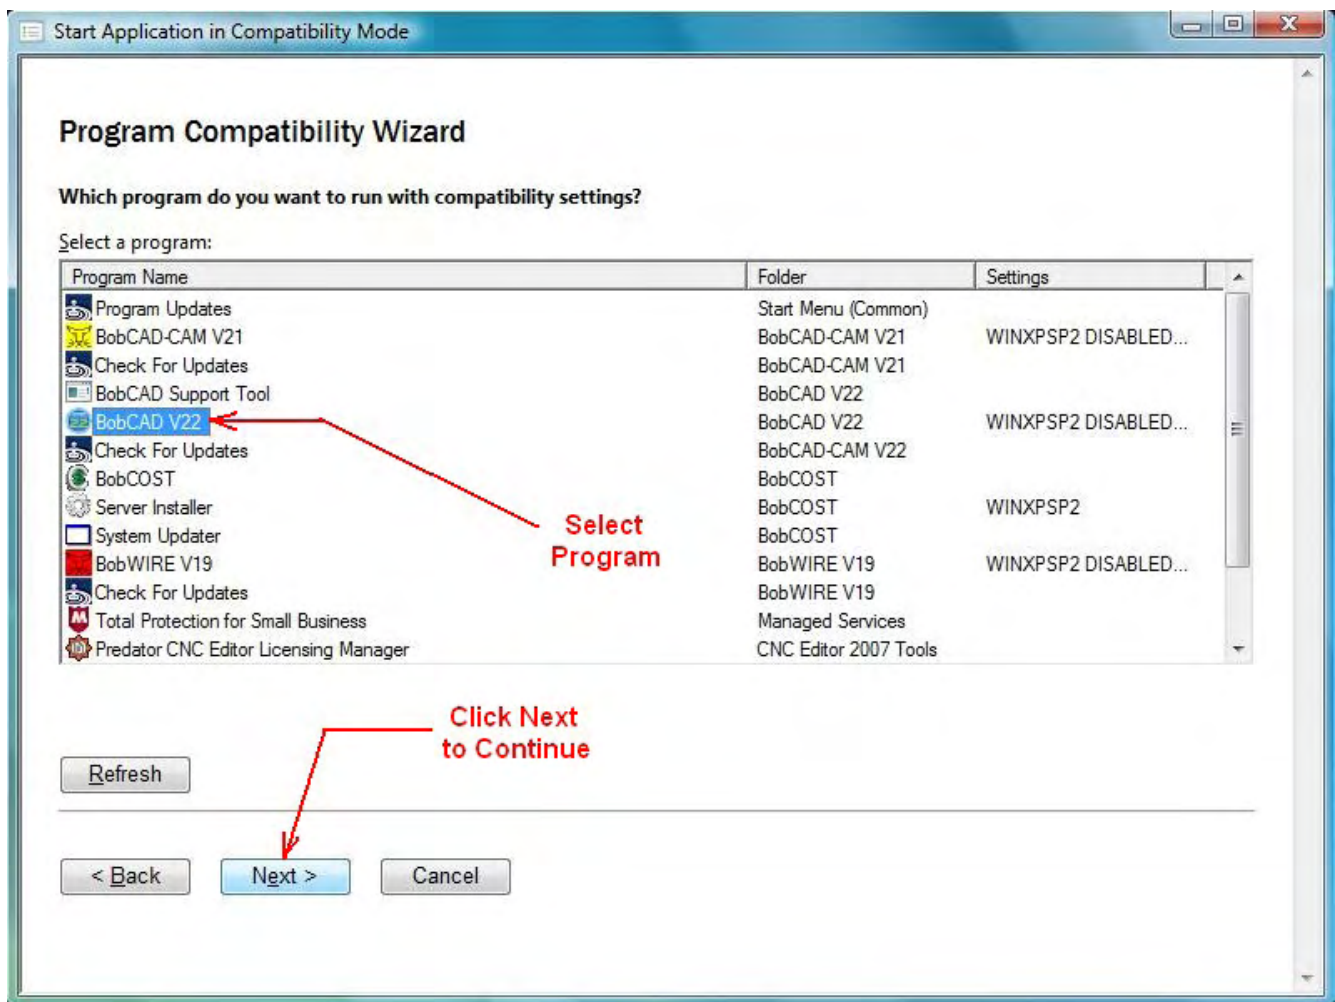 Start Application in Compatibility Mode
Program Compatibility Wizard
Which program do you want to run with compatibility settings?
Select a program:
Program Name Folder Settings
Program Updates Start Menu (Common)
BobCAD-CAM V21 BobCAD-CAM V21 WINXPSP2 DISABLED...
Check For Updates BobCAD-CAM V21
BobCAD Support Tool BobCAD V22
BobCAD V22 BobCAD V22 WINXPSP2 DISABLED...
Check For Updates BobCAD-CAM V22
BobCOST BobCOST
Server Installer BobCOST WINXPSP2
System Updater BobCOST
BobWIRE V19 BobWIRE V19 WINXPSP2 DISABLED...
Check For Updates BobWIRE V19
Total Protection for Small Business Managed Services
Predator CNC Editor Licensing Manager CNC Editor 2007 Tools
Select
Program
Click Next
to Continue
Refresh
< Back Next > Cancel